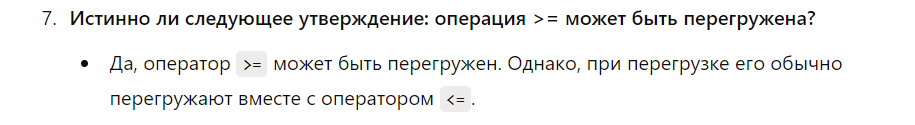 7. Истинно ли следующее утверждение: операция >= может быть перегружена?
• Да, оператор >= может быть перегружен. Однако, при перегрузке его обычно
перегружают вместе с оператором <=.